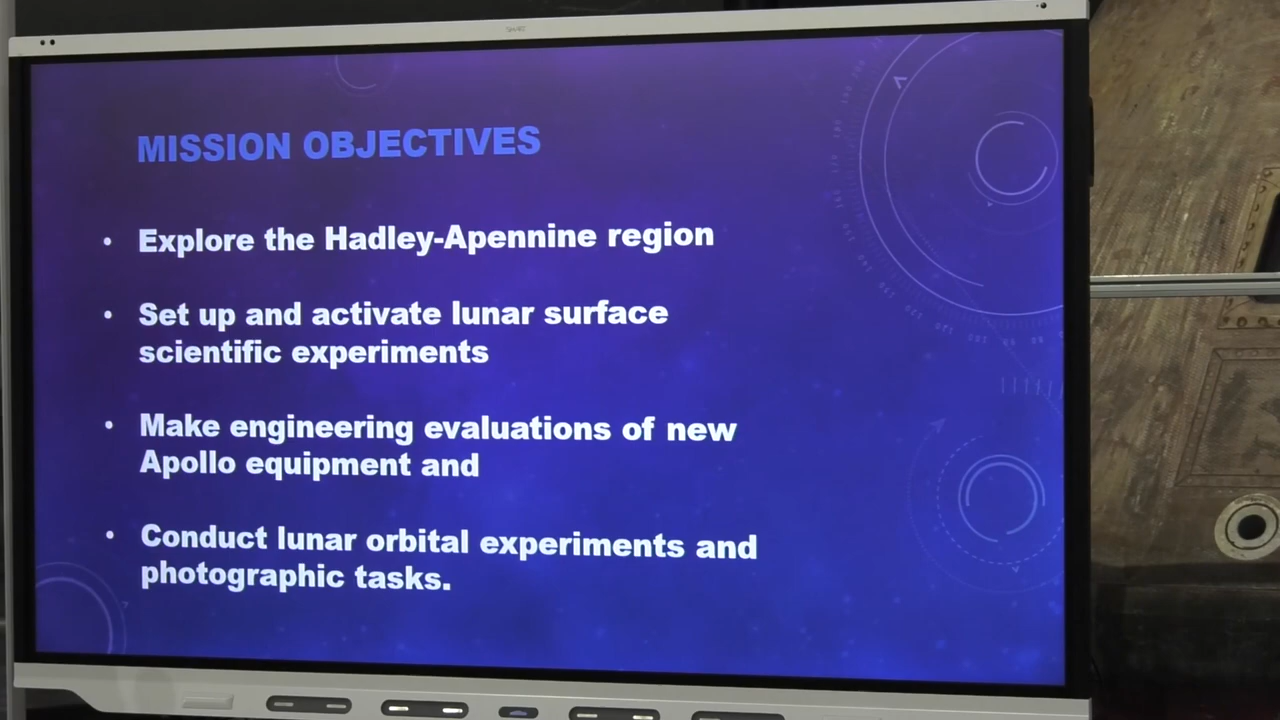 MISSION OBJECTIVES
• Explore the Hadley-Apennine region
• Set up and activate lunar surface
scientific experiments
• Make engineering evaluations of new
Apollo equipment and
• Conduct lunar orbital experiments and
photographic tasks.